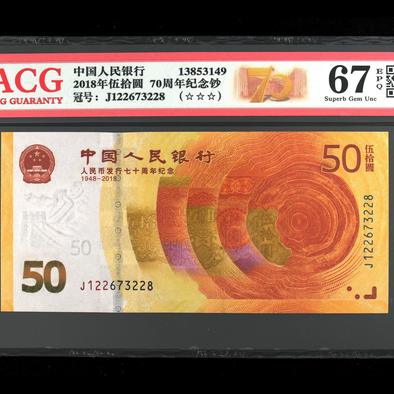 ACG
NG GUARANTY
中国人民银行 13853149
2018年伍拾圆 70周年纪念钞
冠号: J122673228 (☆☆☆)
70
67 EPQ
Superb Gem Unc
中国人民银行
人民币发行七十周年纪念
1948-2018
50 伍拾圆
50
50
J122673228
J122673228